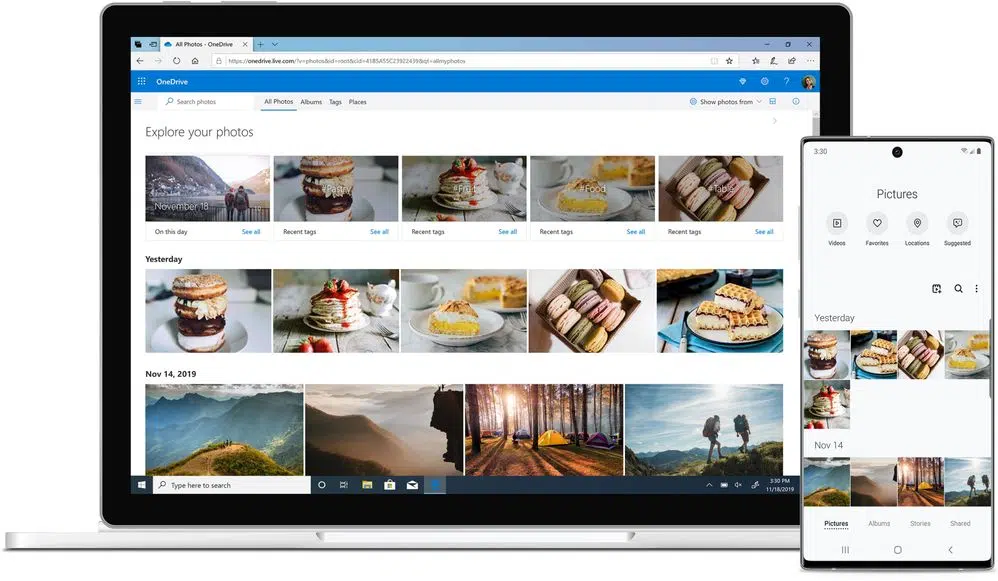 All Photos - OneDrive
https://onedrive.live.com/?v=photos&id=root&cid=4185A55C23922439&qt=allmyphotos
OneDrive
Search photos
All Photos Albums Tags Places
Show photos from
Explore your photos
November 18
#Pastry
#Fruit
#Food
#Table
On this day See all
Recent tags See all
Recent tags See all
Recent tags See all
Recent tags See all
Yesterday
Nov 14, 2019
Type here to search
3:30 PM
11/18/2019
3:30
Pictures
Videos Favorites Locations Suggested
Yesterday
Nov 14
Pictures Albums Stories Shared